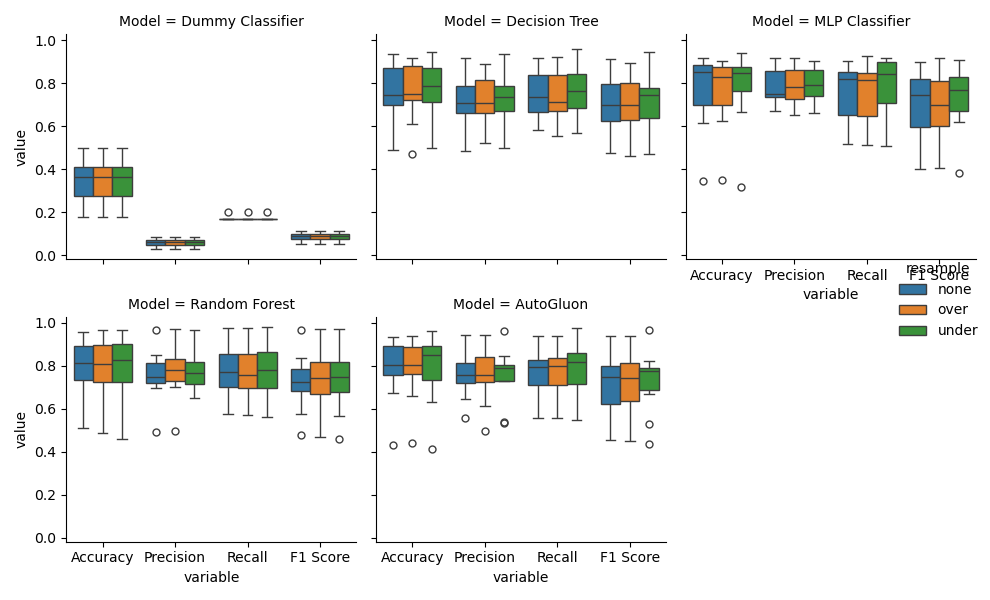 Model = Dummy Classifier
Model = Decision Tree
Model = MLP Classifier
1.0
0.8
0.6
0.4
0.2
0.0
value
Accuracy Precision Recall F1 Score
variable
resample
none
over
under
Model = Random Forest
Model = AutoGluon
1.0
0.8
0.6
0.4
0.2
0.0
value
Accuracy Precision Recall F1 Score
variable
Accuracy Precision Recall F1 Score
variable